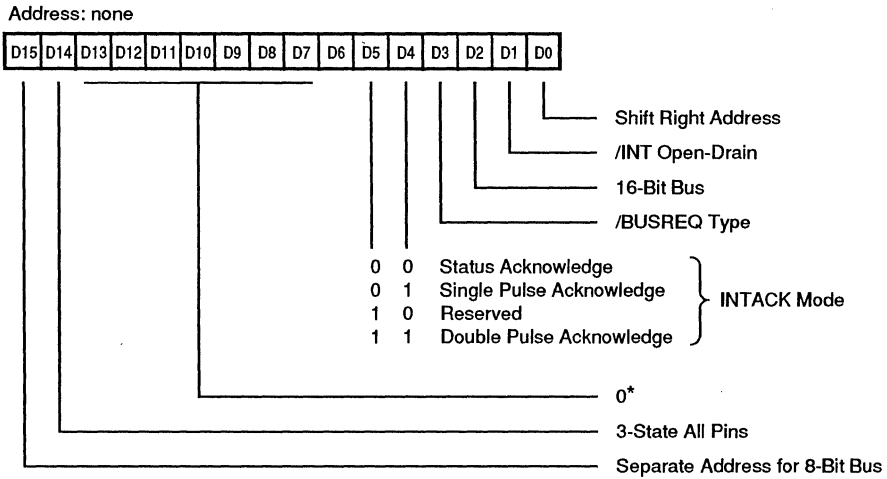 Address: none
D15 D14 D13 D12 D11 D10 D9 D8 D7 D6 D5 D4 D3 D2 D1 D0
Shift Right Address
/INT Open-Drain
16-Bit Bus
/BUSREQ Type
0 0 Status Acknowledge
0 1 Single Pulse Acknowledge
1 0 Reserved
1 1 Double Pulse Acknowledge
INTACK Mode
0*
3-State All Pins
Separate Address for 8-Bit Bus